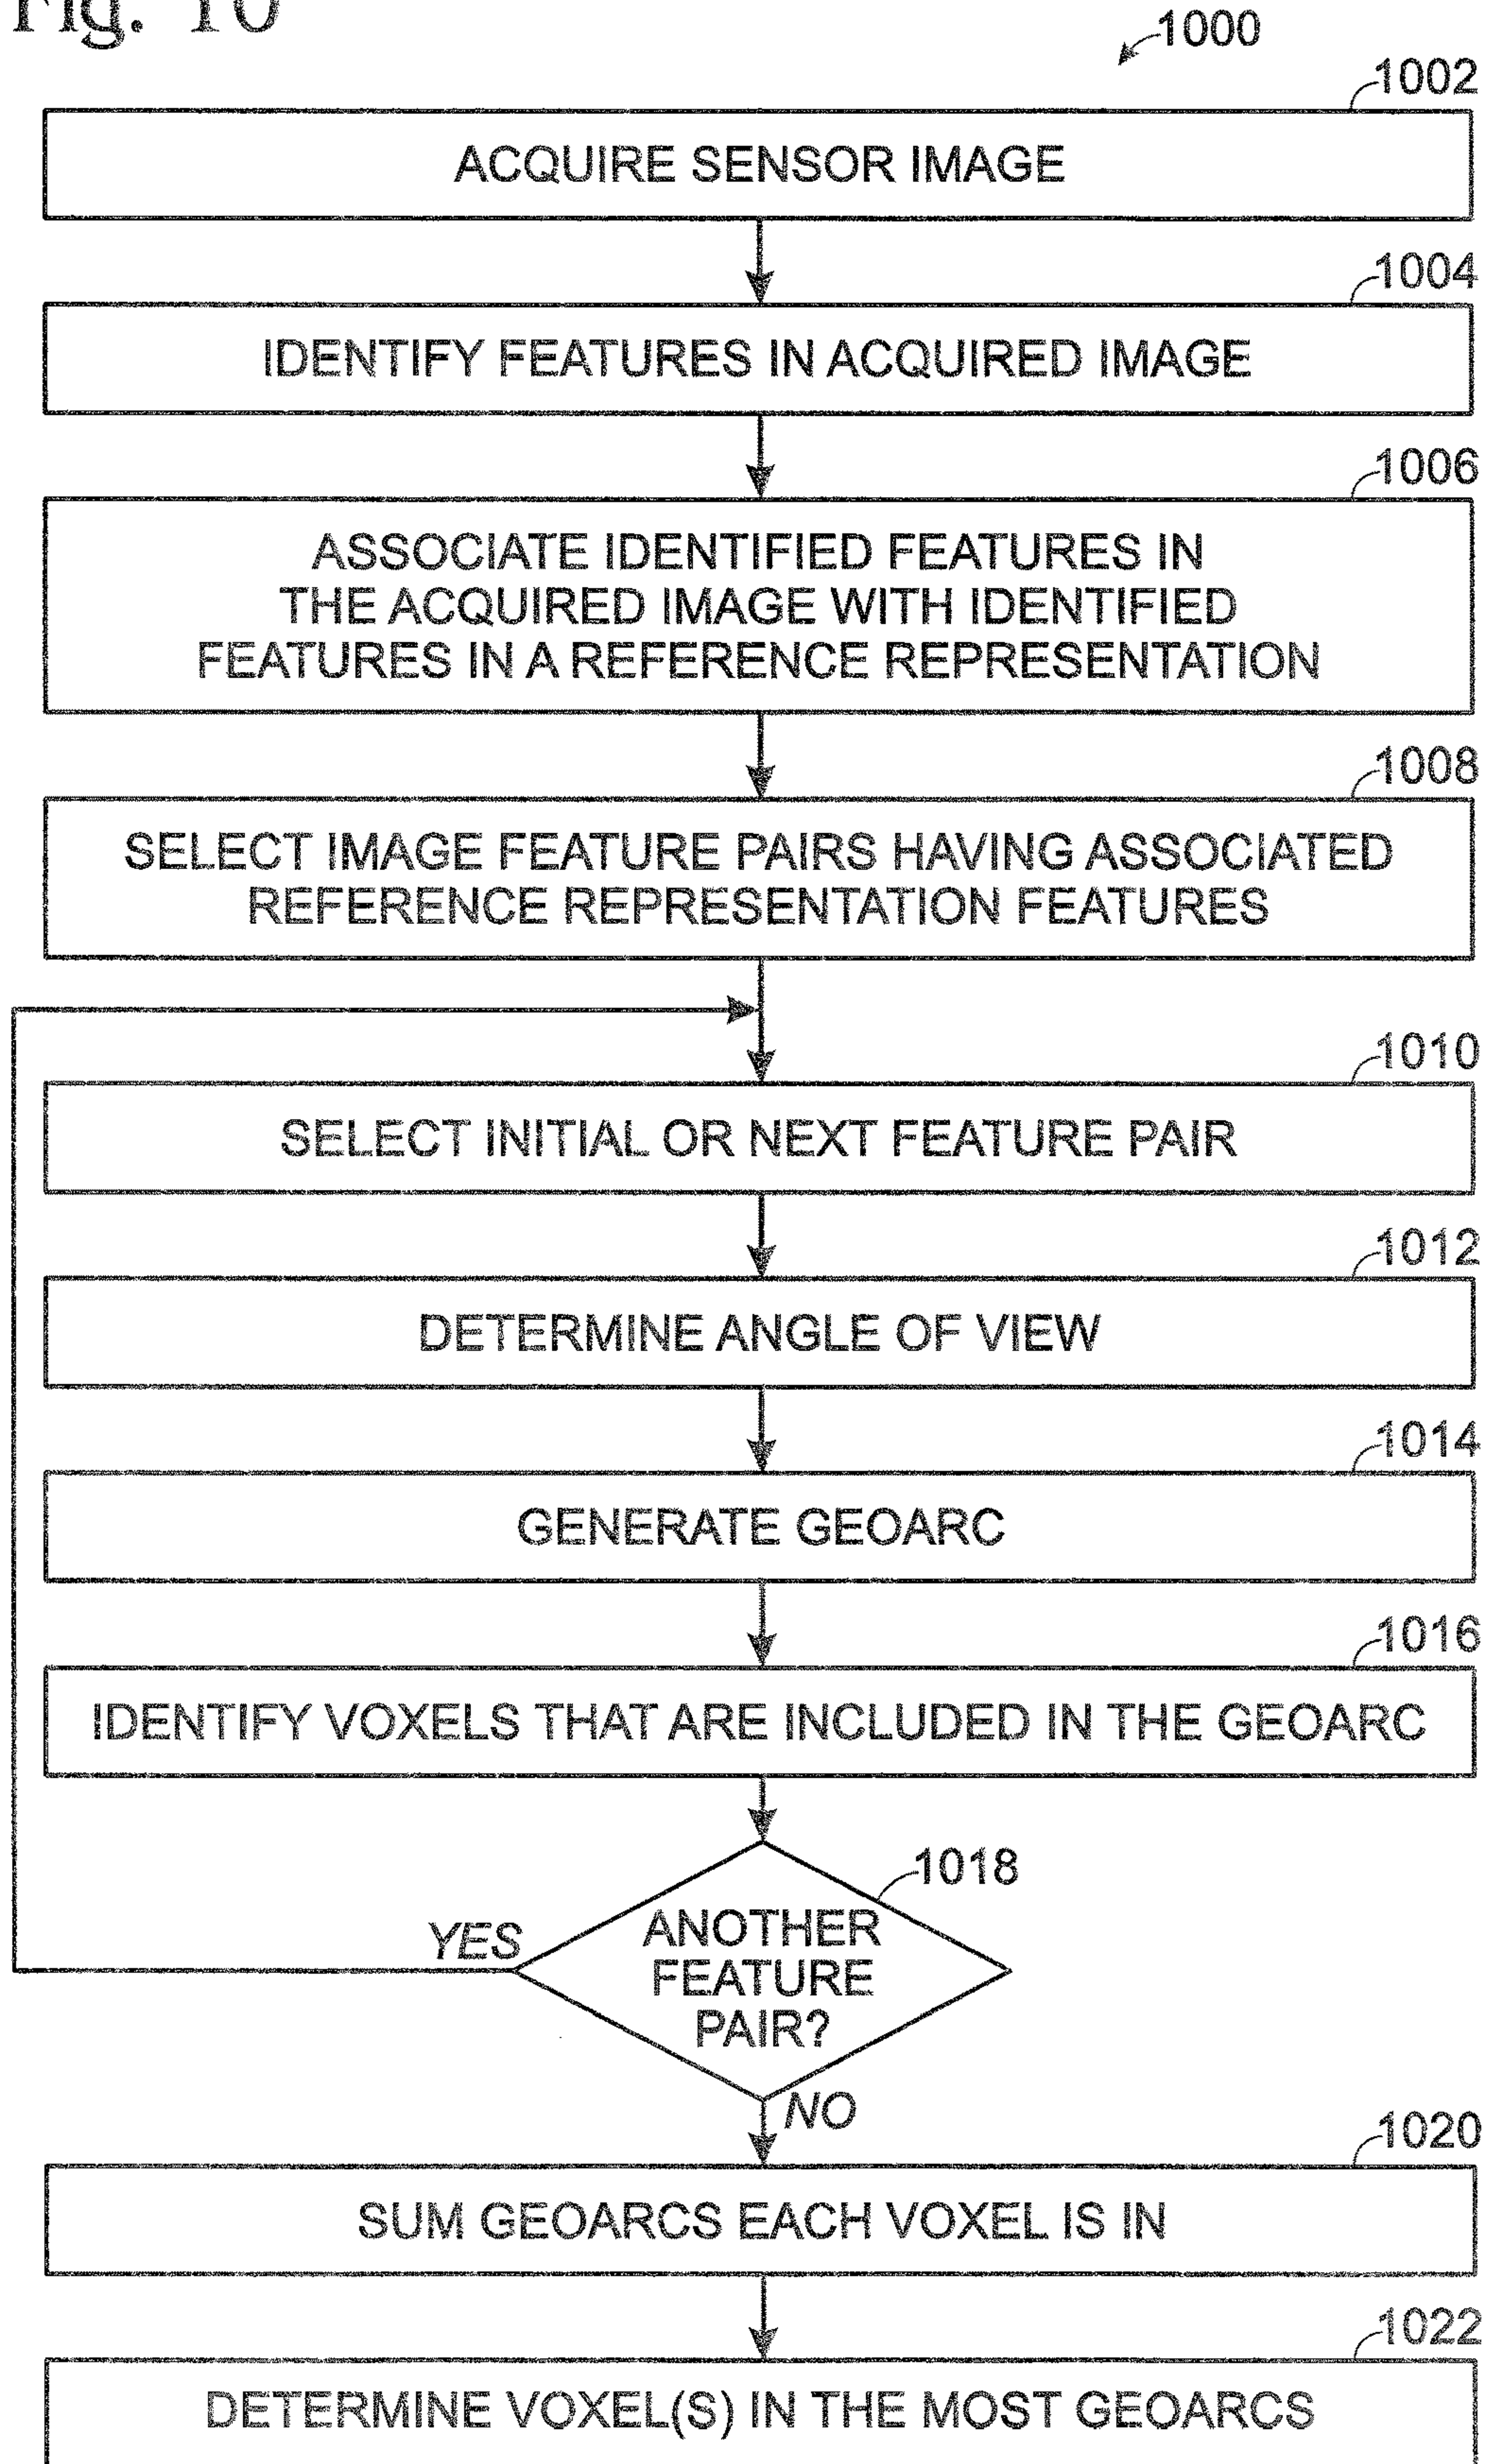 Fig. 10
1000
1002
ACQUIRE SENSOR IMAGE
1004
IDENTIFY FEATURES IN ACQUIRED IMAGE
1006
ASSOCIATE IDENTIFIED FEATURES IN
THE ACQUIRED IMAGE WITH IDENTIFIED
FEATURES IN A REFERENCE REPRESENTATION
1008
SELECT IMAGE FEATURE PAIRS HAVING ASSOCIATED
REFERENCE REPRESENTATION FEATURES
1010
SELECT INITIAL OR NEXT FEATURE PAIR
1012
DETERMINE ANGLE OF VIEW
1014
GENERATE GEOARC
1016
IDENTIFY VOXELS THAT ARE INCLUDED IN THE GEOARC
1018
YES
ANOTHER
FEATURE
PAIR?
NO
1020
SUM GEOARCS EACH VOXEL IS IN
1022
DETERMINE VOXEL(S) IN THE MOST GEOARCS